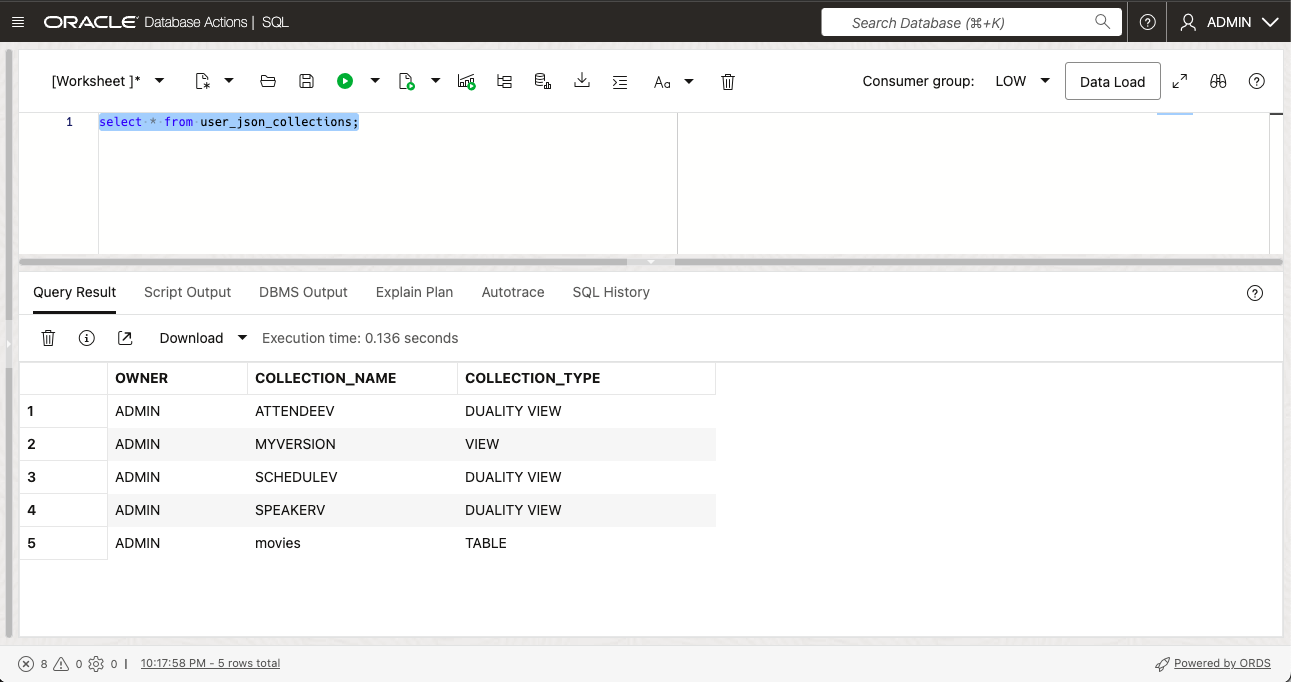 ORACLE Database Actions | SQL Search Database (⌘+K) ADMIN
[Worksheet ]* Aa Consumer group: LOW Data Load
1 select * from user_json_collections;
Query Result Script Output DBMS Output Explain Plan Autotrace SQL History
Download Execution time: 0.136 seconds
OWNER COLLECTION_NAME COLLECTION_TYPE
1 ADMIN ATTENDEEV DUALITY VIEW
2 ADMIN MYVERSION VIEW
3 ADMIN SCHEDULEV DUALITY VIEW
4 ADMIN SPEAKERV DUALITY VIEW
5 ADMIN movies TABLE
8 0 0 | 10:17:58 PM - 5 rows total Powered by ORDS